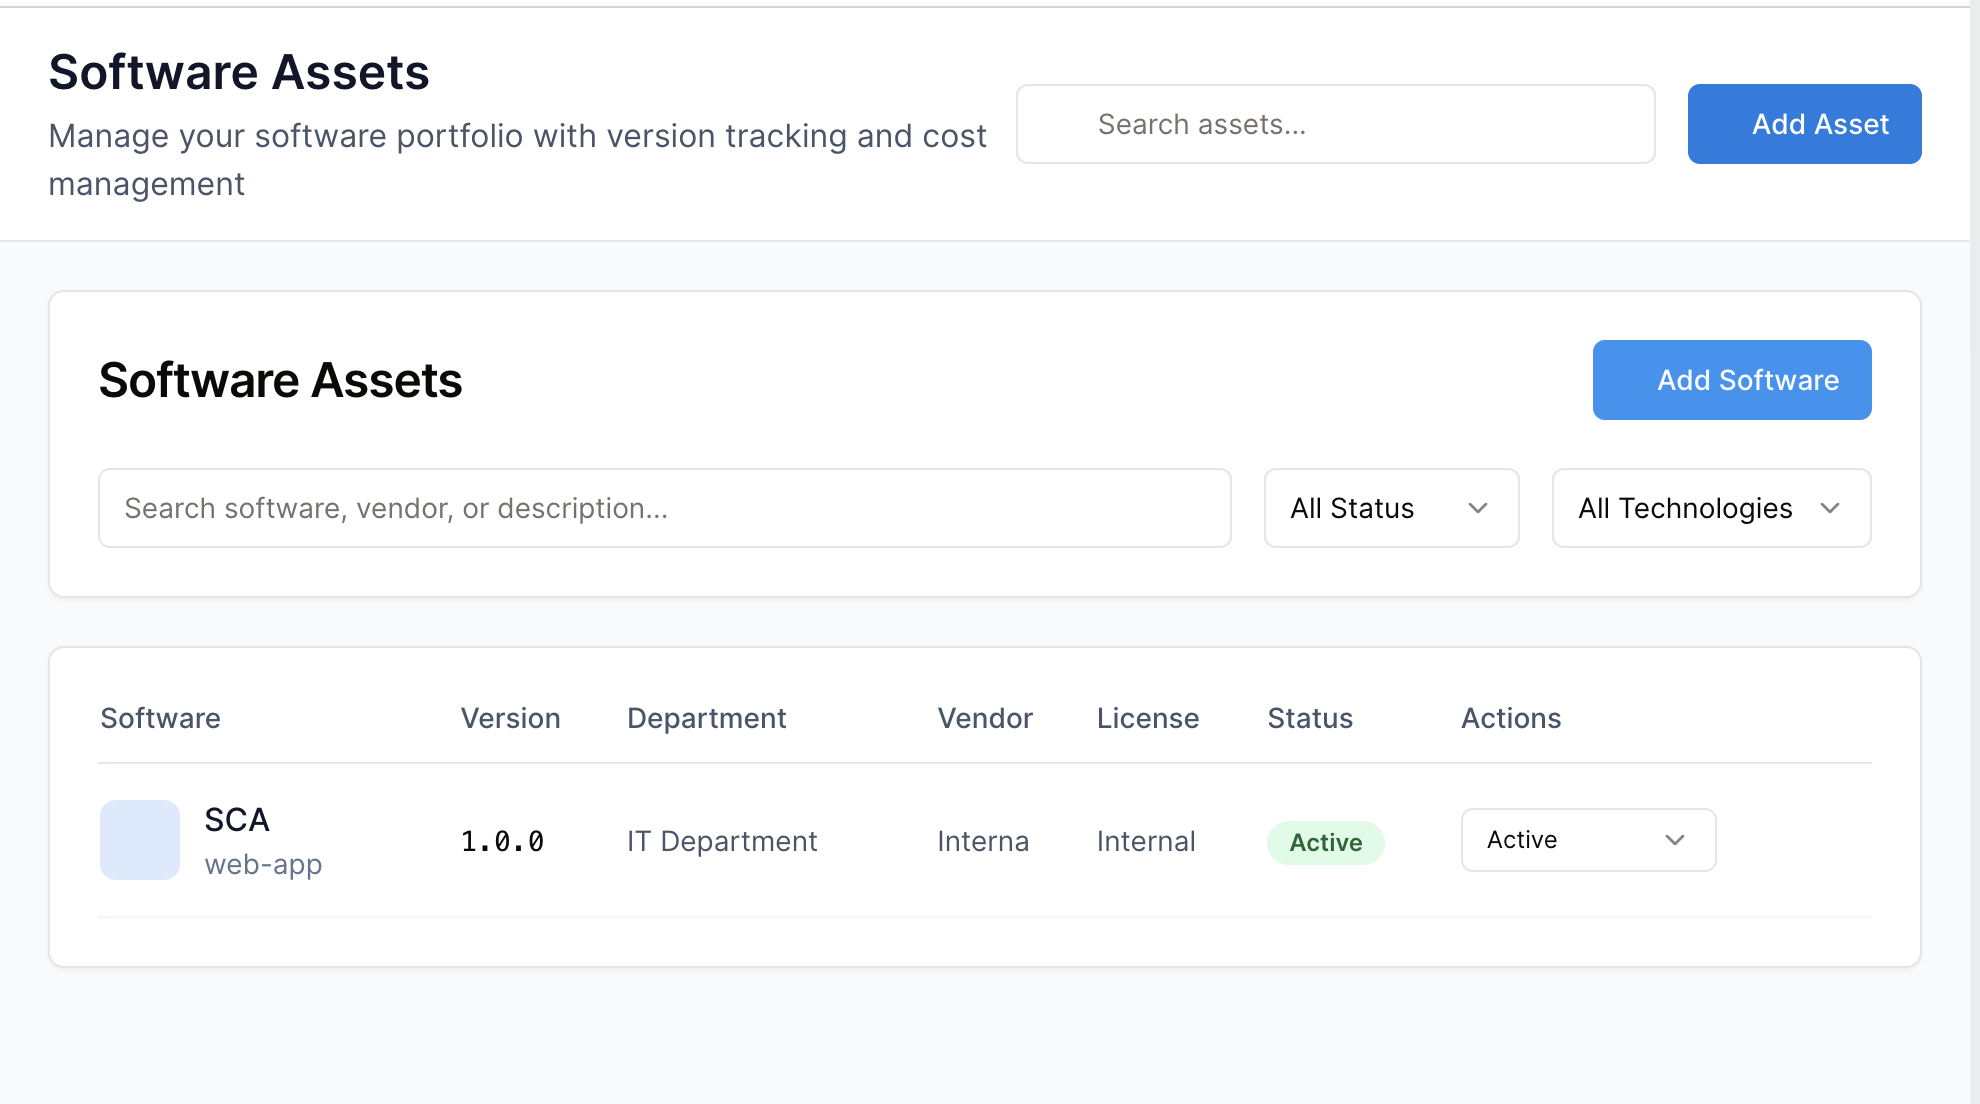 Software Assets
Manage your software portfolio with version tracking and cost
management
Search assets...
Add Asset
Software Assets
Add Software
Search software, vendor, or description...
All Status
All Technologies
Software Version Department Vendor License Status Actions
SCA
web-app
1.0.0
IT Department
Interna
Internal
Active
Active